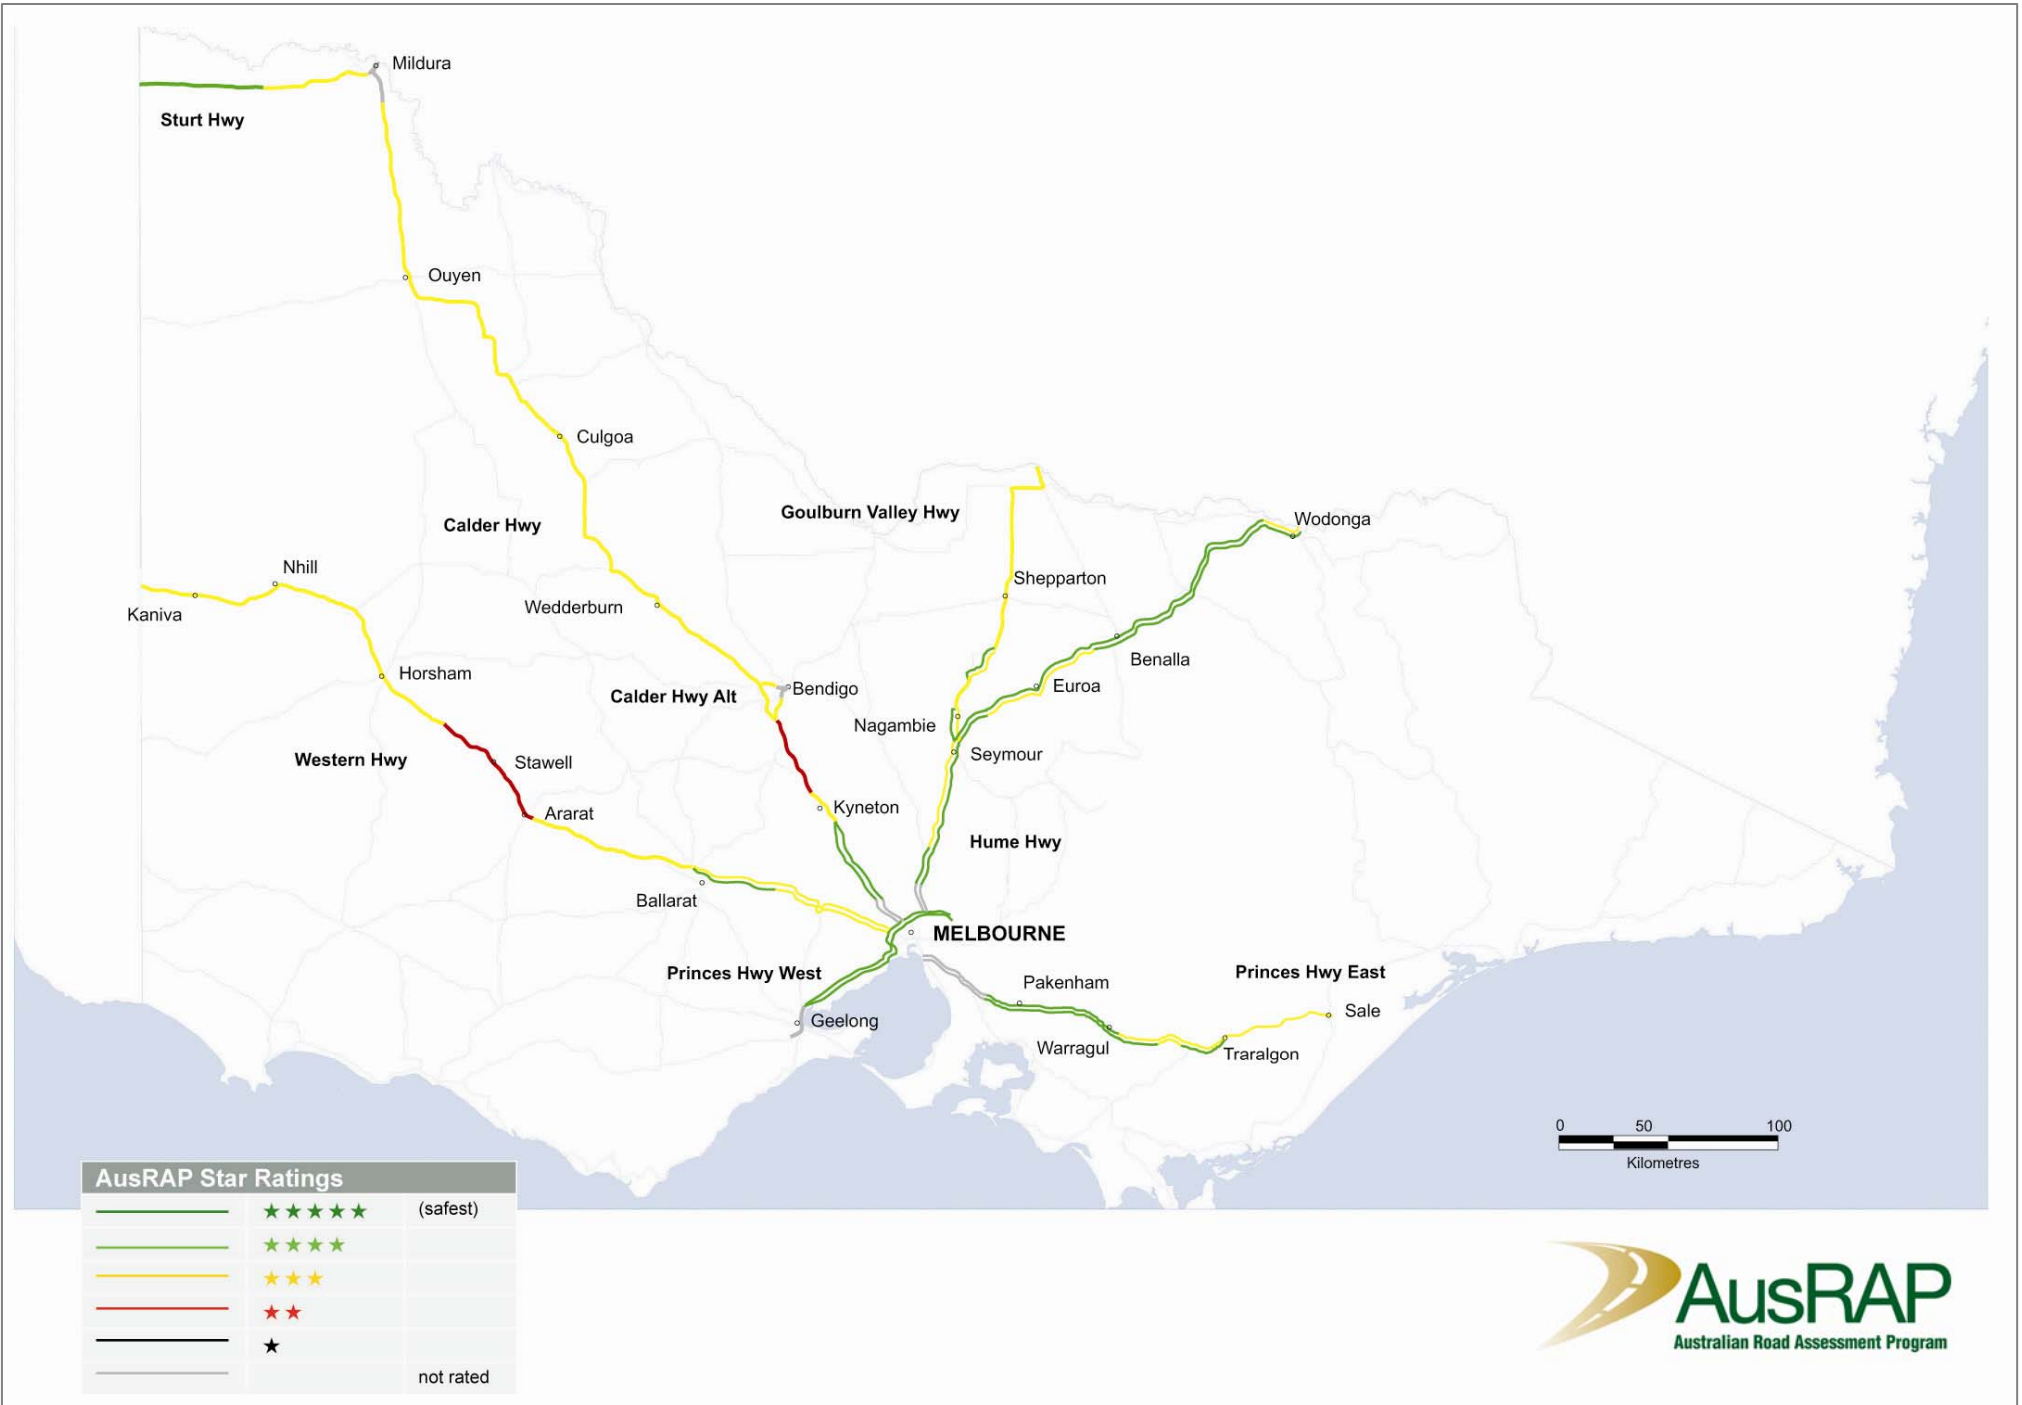 Mildura
Sturt Hwy
Ouyen
Culgoa
Calder Hwy
Goulburn Valley Hwy
Wodonga
Nhill
Shepparton
Kaniva
Wedderburn
Benalla
Horsham
Calder Hwy Alt
Bendigo
Euroa
Nagambie
Western Hwy
Stawell
Seymour
Ararat
Kyneton
Hume Hwy
Ballarat
MELBOURNE
Princes Hwy West
Princes Hwy East
Pakenham
Geelong
Sale
Warragul
Traralgon
0 50 100
Kilometres
AusRAP Star Ratings
★★★★★ (safest)
★★★★
★★★
★★
★
not rated
AusRAP
Australian Road Assessment Program